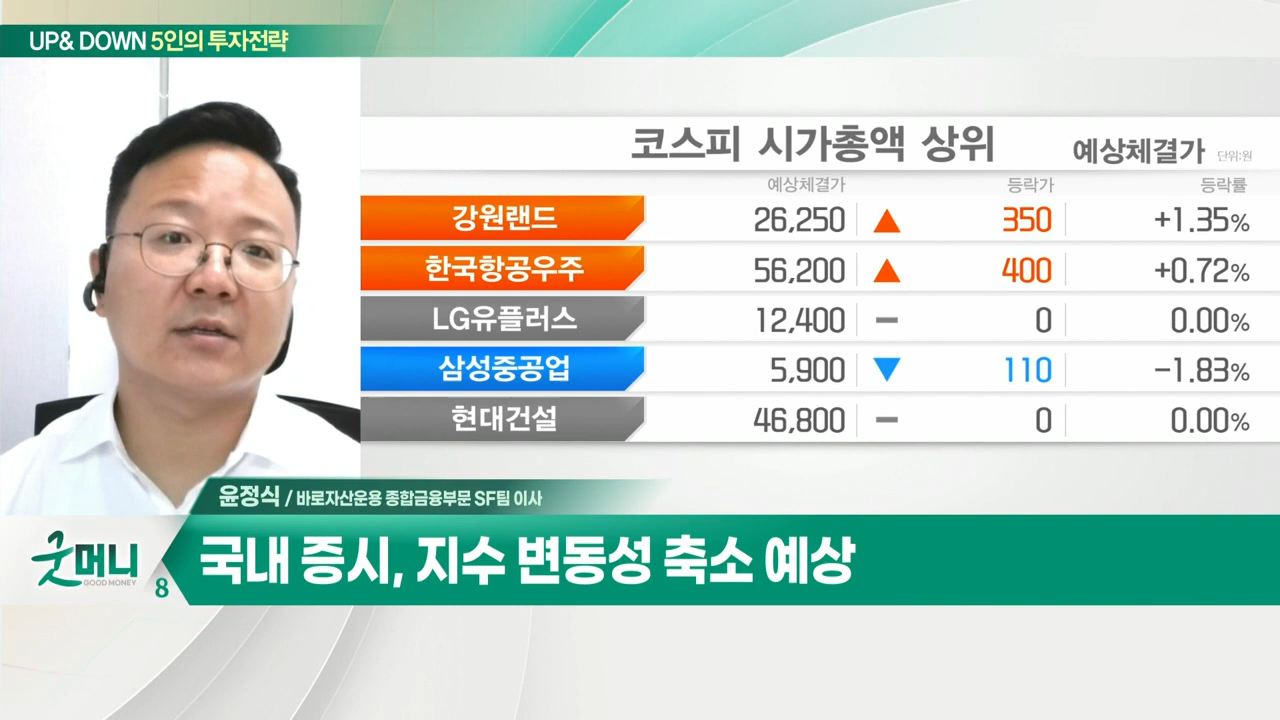 UP& DOWN 5인의 투자전략
코스피 시가총액 상위 예상체결가 단위:원
예상체결가 등락가 등락률
강원랜드 26,250 ▲ 350 +1.35%
한국항공우주 56,200 ▲ 400 +0.72%
LG유플러스 12,400 － 0 0.00%
삼성중공업 5,900 ▼ 110 -1.83%
현대건설 46,800 － 0 0.00%
윤정식 / 바로자산운용 종합금융부문 SF팀 이사
굿머니
GOOD MONEY
8
국내 증시, 지수 변동성 축소 예상